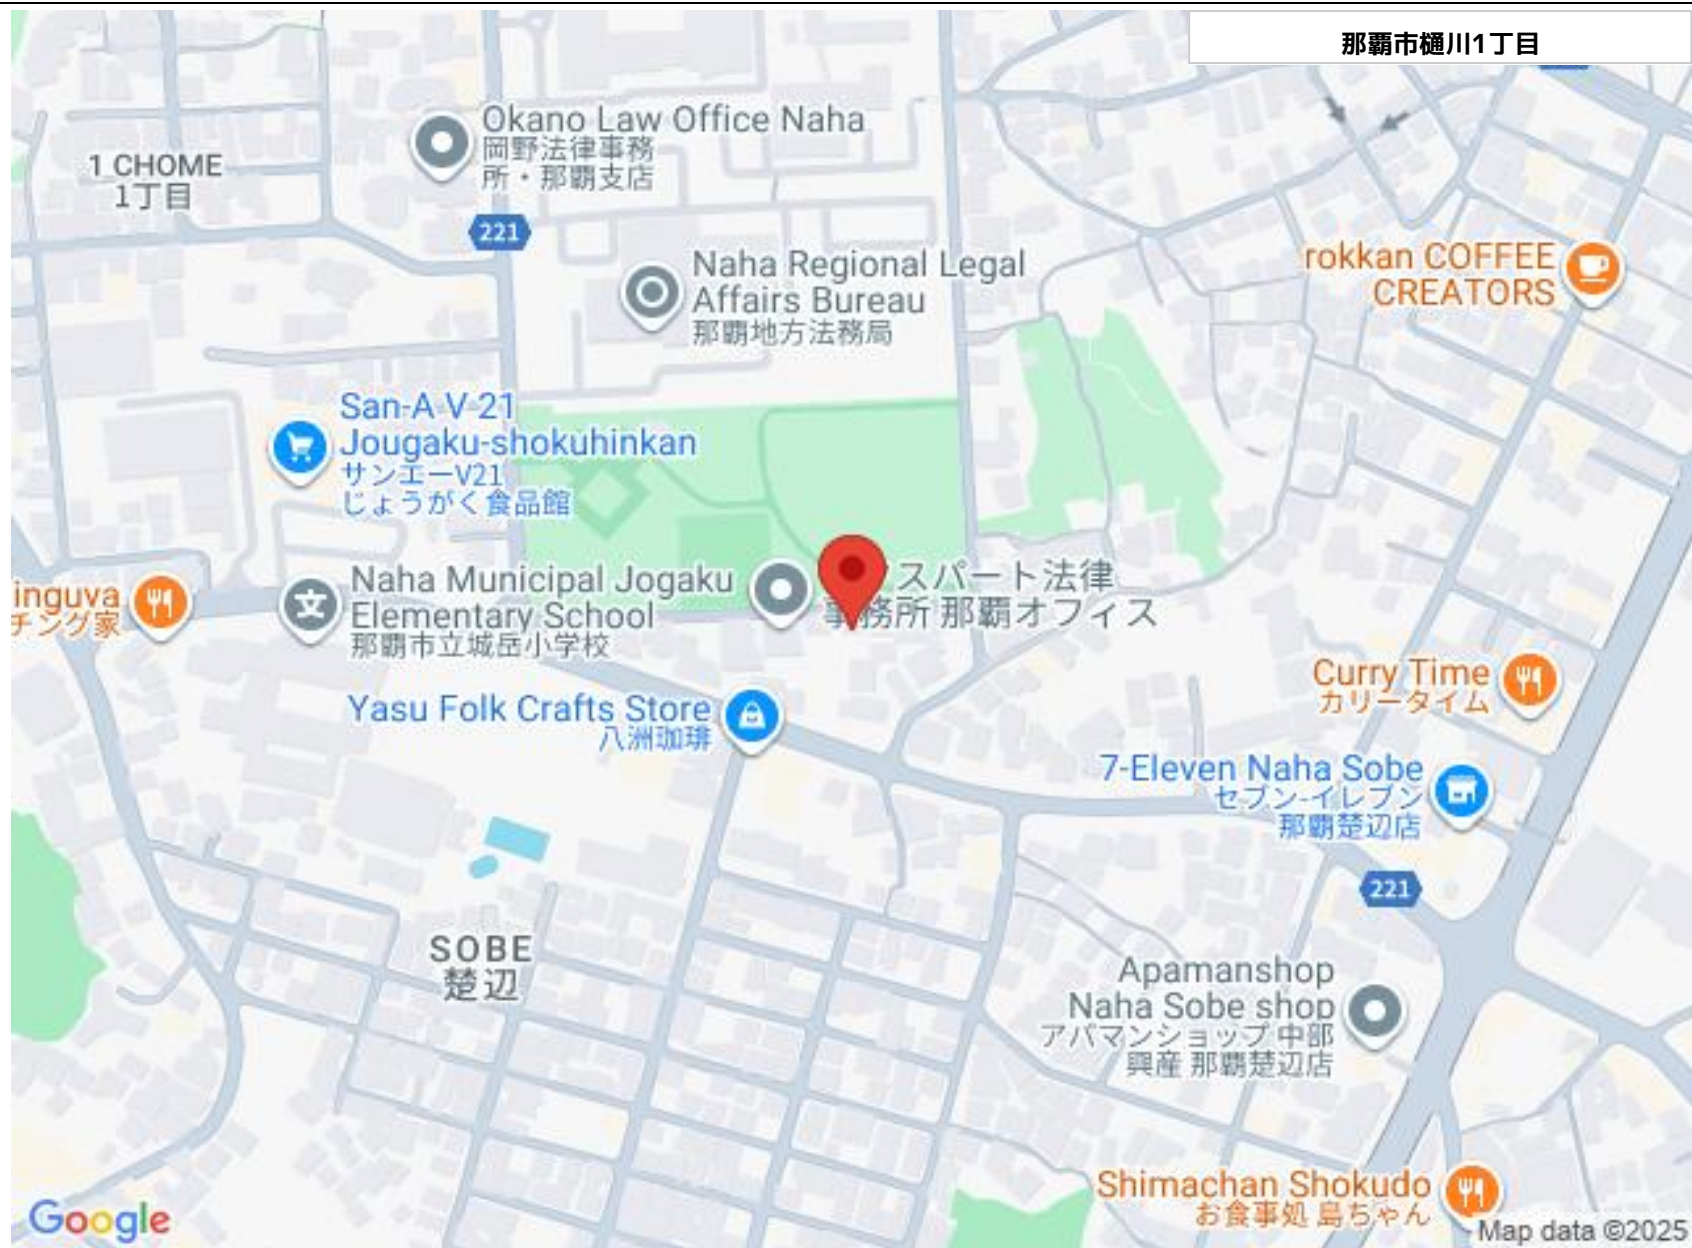 那覇市樋川1丁目
Okano Law Office Naha
岡野法律事務
所・那覇支店
1 CHOME
1丁目
221
Naha Regional Legal
Affairs Bureau
那覇地方法務局
rokkan COFFEE
CREATORS
San-A V 21
Jougaku-shokuhinkan
サンエーV21
じょうがく食品館
inguva
チング家
Naha Municipal Jogaku
Elementary School
那覇市立城岳小学校
スパート法律
事務所 那覇オフィス
Yasu Folk Crafts Store
八洲珈琲
Curry Time
カリータイム
7-Eleven Naha Sobe
セブン-イレブン
那覇楚辺店
221
SOBE
楚辺
Apamanshop
Naha Sobe shop
アパマンショップ 中部
興産 那覇楚辺店
Shimachan Shokudo
お食事処 島ちゃん
Google
Map data ©2025